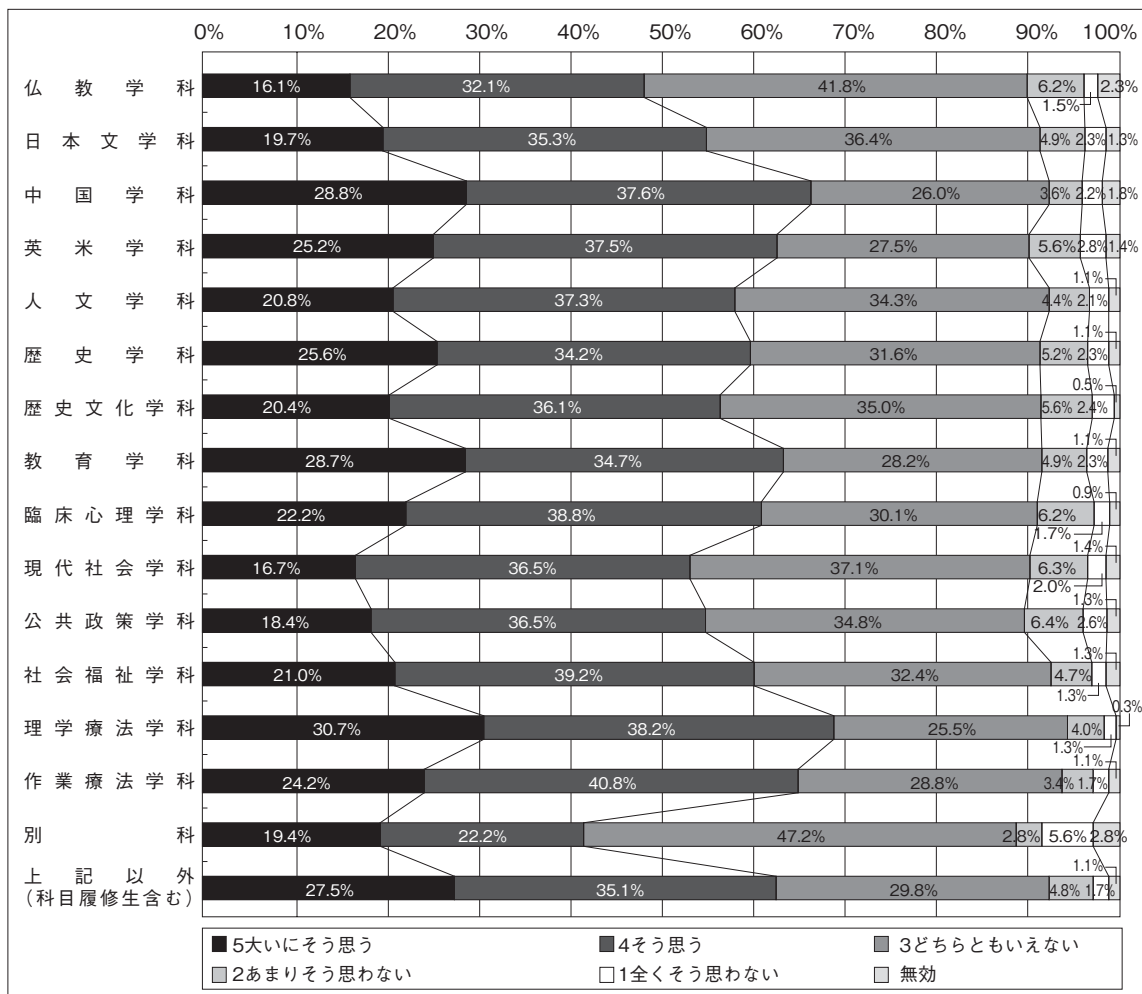 0% 10% 20% 30% 40% 50% 60% 70% 80% 90% 100%
仏教学科 16.1% 32.1% 41.8% 6.2% 1.5% 2.3%
日本文学科 19.7% 35.3% 36.4% 4.9% 2.3% 1.3%
中国学科 28.8% 37.6% 26.0% 3.6% 2.2% 1.8%
英米学科 25.2% 37.5% 27.5% 5.6% 2.8% 1.4%
人文学科 20.8% 37.3% 34.3% 4.4% 2.1% 1.1%
歴史学科 25.6% 34.2% 31.6% 5.2% 2.3% 1.1%
歴史文化学科 20.4% 36.1% 35.0% 5.6% 2.4% 0.5%
教育学科 28.7% 34.7% 28.2% 4.9% 2.3% 1.1%
臨床心理学科 22.2% 38.8% 30.1% 6.2% 1.7% 0.9%
現代社会学科 16.7% 36.5% 37.1% 6.3% 2.0% 1.4%
公共政策学科 18.4% 36.5% 34.8% 6.4% 2.6% 1.3%
社会福祉学科 21.0% 39.2% 32.4% 4.7% 1.3% 1.3%
理学療法学科 30.7% 38.2% 25.5% 4.0% 1.3% 0.3%
作業療法学科 24.2% 40.8% 28.8% 3.4% 1.7% 1.1%
別科 19.4% 22.2% 47.2% 2.8% 5.6% 2.8%
上記以外
(科目履修生含む) 27.5% 35.1% 29.8% 4.8% 1.7% 1.1%
5大いにそう思う 4そう思う 3どちらともいえない
2あまりそう思わない 1全くそう思わない 無効